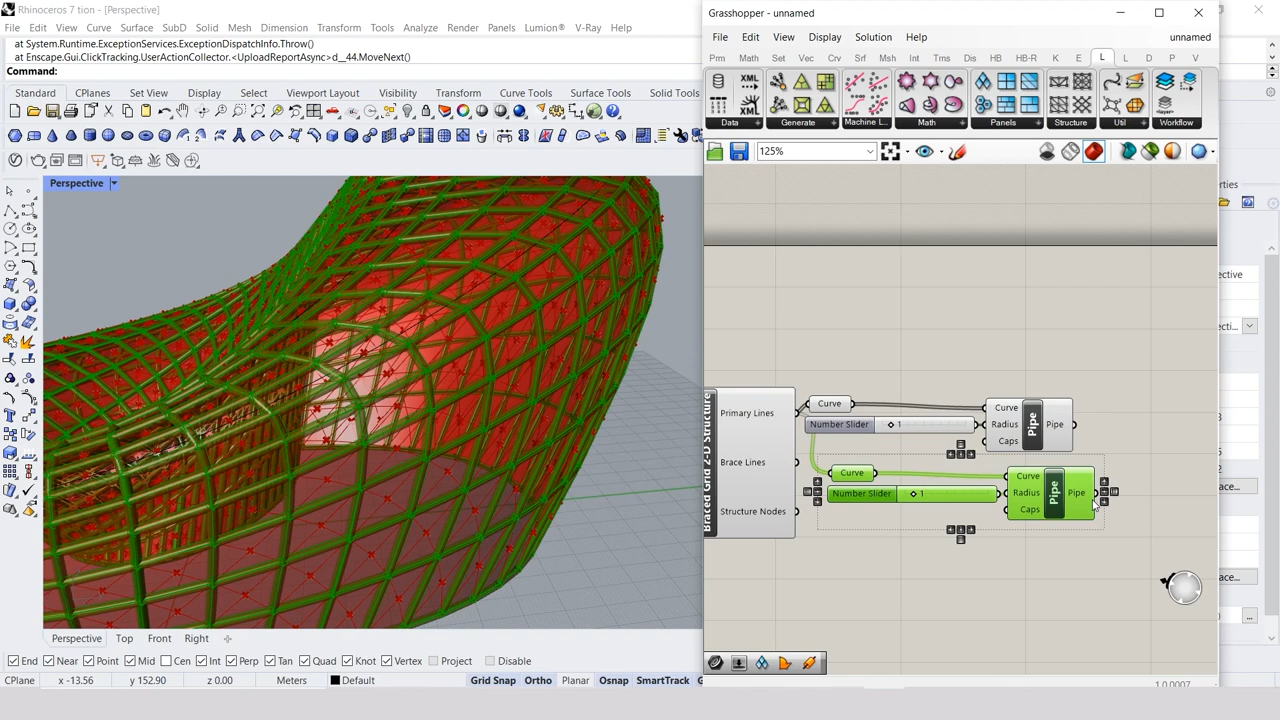 Rhinoceros 7 tion - [Perspective]
File Edit View Curve Surface SubD Solid Mesh Dimension Transform Tools Analyze Render Panels Lumion® V-Ray Help
at System.Runtime.ExceptionServices.ExceptionDispatchInfo.Throw()
at Enscape.Gui.ClickTracking.UserActionCollector.<UploadReportAsync>d__44.MoveNext()
Command:
Standard CPlanes Set View Display Select Viewport Layout Visibility Transform Curve Tools Surface Tools Solid Tools
Perspective
Perspective Top Front Right
End Near Point Mid Cen Int Perp Tan Quad Knot Vertex Project Disable
CPlane x -13.56 y 152.90 z 0.00 Meters Default Grid Snap Ortho Planar Osnap SmartTrack G
Grasshopper - unnamed
File Edit View Display Solution Help unnamed
Prm Math Set Vec Crv Srf Msh Int Trns Dis HB HB-R K E L L D P V
XML
XML
Data Generate Machine L... Math Panels Structure Util Workflow
125%
Braced Grid 2-D Structure
Primary Lines
Brace Lines
Structure Nodes
Curve
Number Slider 1
Curve
Radius
Caps
Pipe
Pipe
Curve
Number Slider 1
Curve
Radius
Caps
Pipe
Pipe
1.0.0007
rties
ective
ecti...
ace...
ace...
...